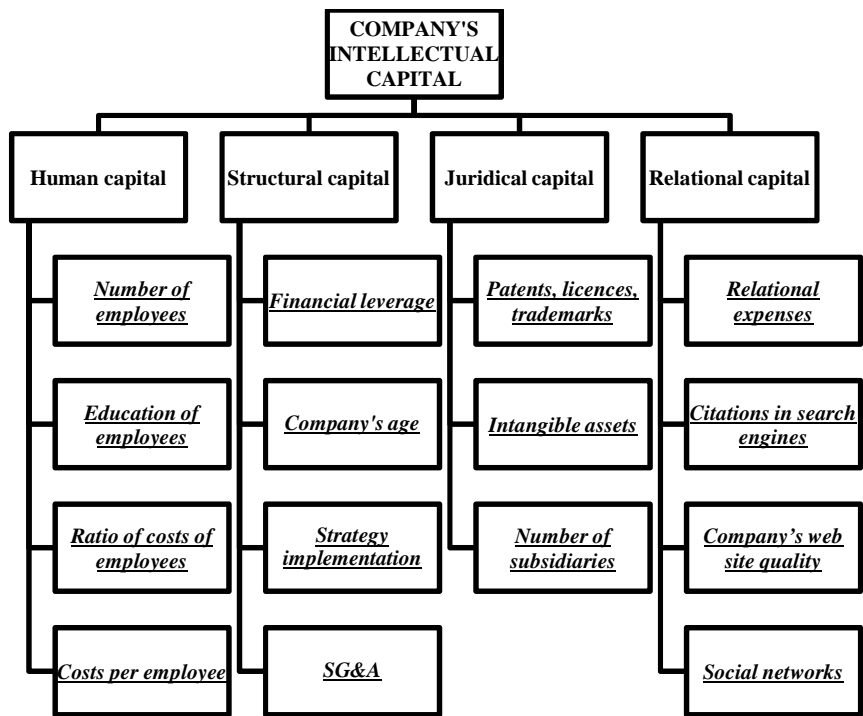 COMPANY'S
INTELLECTUAL
CAPITAL
Human capital
Structural capital
Juridical capital
Relational capital
Number of
employees
Financial leverage
Patents, licences,
trademarks
Relational
expenses
Education of
employees
Company's age
Intangible assets
Citations in search
engines
Ratio of costs of
employees
Strategy
implementation
Number of
subsidiaries
Company’s web
site quality
Costs per employee
SG&A
Social networks